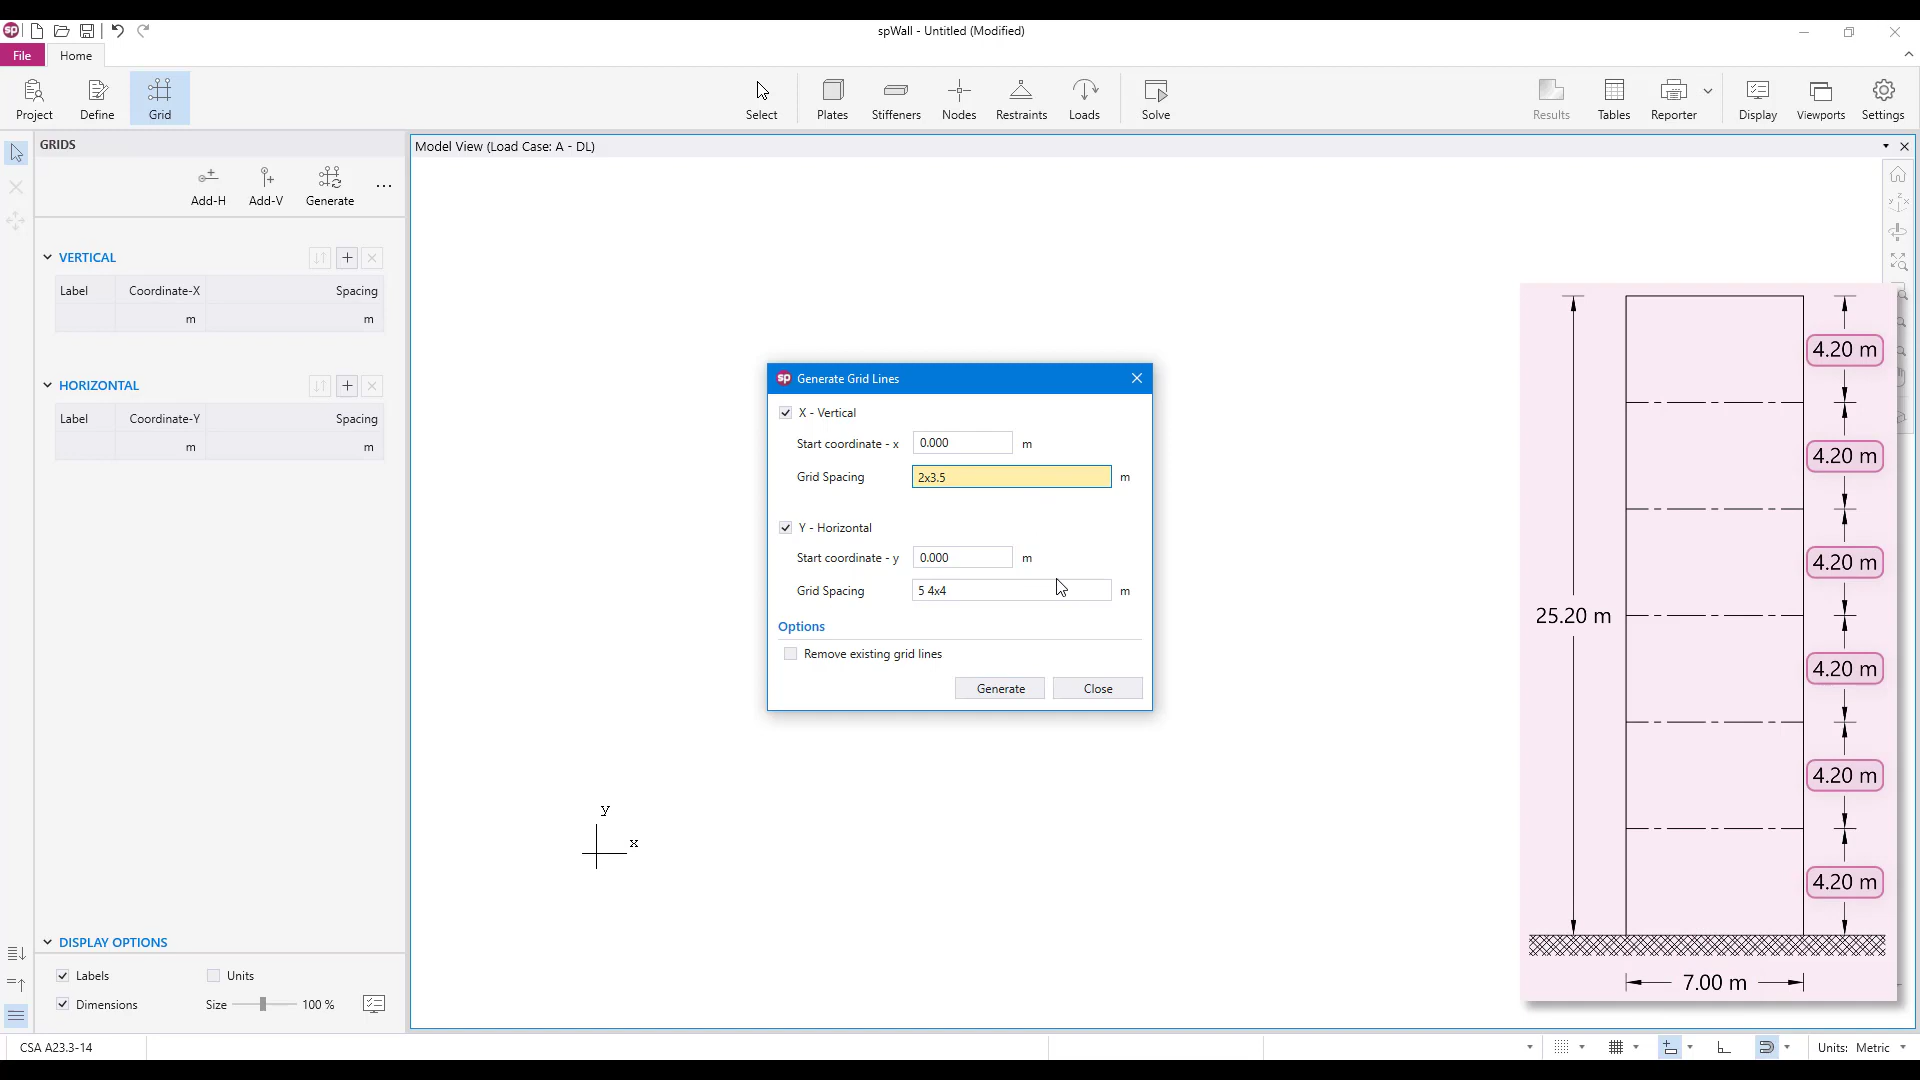 sp
spWall - Untitled (Modified)
File
Home
Project
Define
Grid
Select
Plates
Stiffeners
Nodes
Restraints
Loads
Solve
Results
Tables
Reporter
Display
Viewports
Settings
GRIDS
Add-H
Add-V
Generate
VERTICAL
Label
Coordinate-X
Spacing
m
m
HORIZONTAL
Label
Coordinate-Y
Spacing
m
m
DISPLAY OPTIONS
Labels
Units
Dimensions
Size
100 %
Model View (Load Case: A - DL)
y
x
sp Generate Grid Lines
X - Vertical
Start coordinate - x
0.000
m
Grid Spacing
2x3.5
m
Y - Horizontal
Start coordinate - y
0.000
m
Grid Spacing
5 4x4
m
Options
Remove existing grid lines
Generate
Close
4.20 m
4.20 m
4.20 m
25.20 m
4.20 m
4.20 m
4.20 m
7.00 m
CSA A23.3-14
Units: Metric